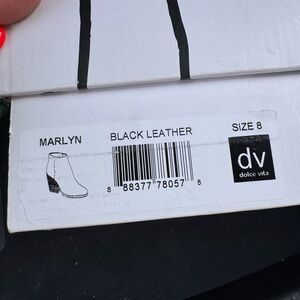 MARLYN BLACK LEATHER SIZE 8
dv
dolce vita
8 88377 78057 8